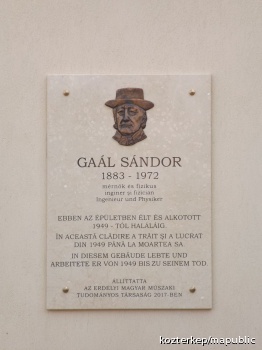 GAÁL SÁNDOR
1883 - 1972
mérnök és fizikus
inginer și fizician
Ingenieur und Physiker
EBBEN AZ ÉPÜLETBEN ÉLT ÉS ALKOTOTT
1949 - TŐL HALÁLÁIG.
ÎN ACEASTĂ CLĂDIRE A TRĂIT ȘI A LUCRAT
DIN 1949 PÂNĂ LA MOARTEA SA.
IN DIESEM GEBÄUDE LEBTE UND
ARBEITETE ER VON 1949 BIS ZU SEINEM TOD.
ÁLLÍTTATTA
AZ ERDÉLYI MAGYAR MŰSZAKI
TUDOMÁNYOS TÁRSASÁG 2017-BEN
kozterkep/mapublic